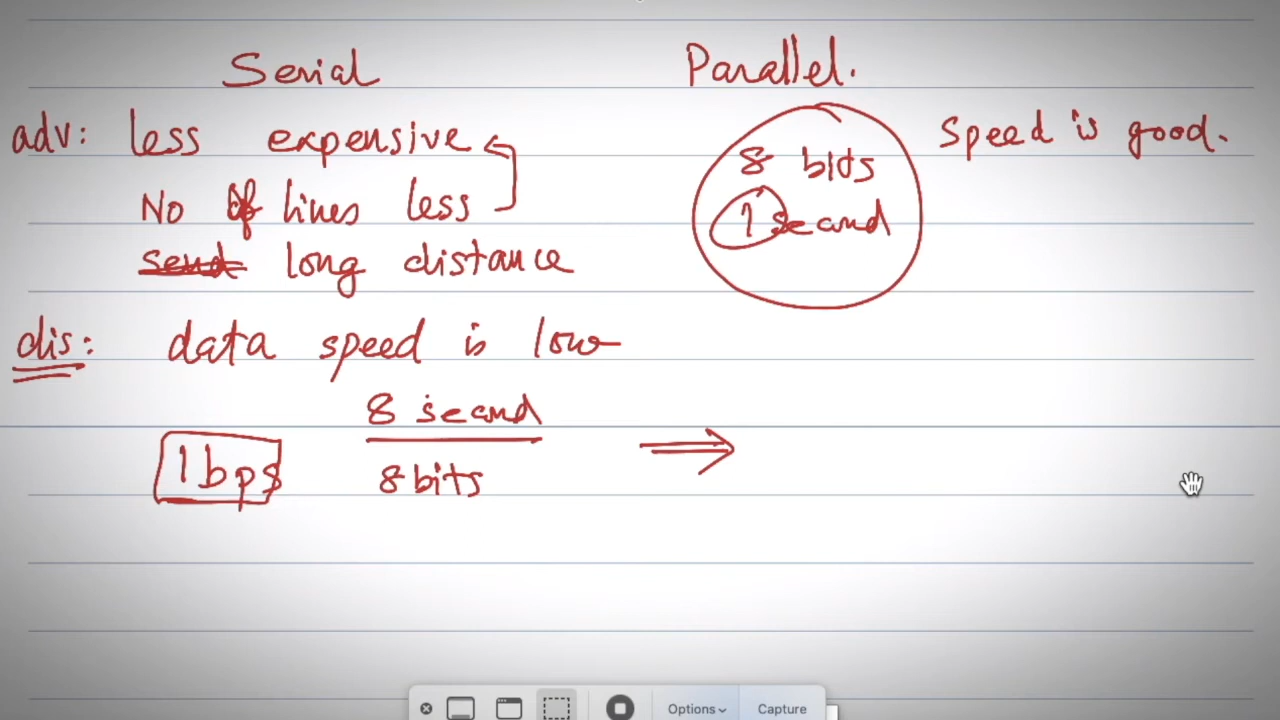 Serial
Parallel.
adv: less expensive
No of lines less
send long distance
8 bits
1 second
Speed is good.
dis: data speed is low
1bps
8 second
8 bits
Options
Capture